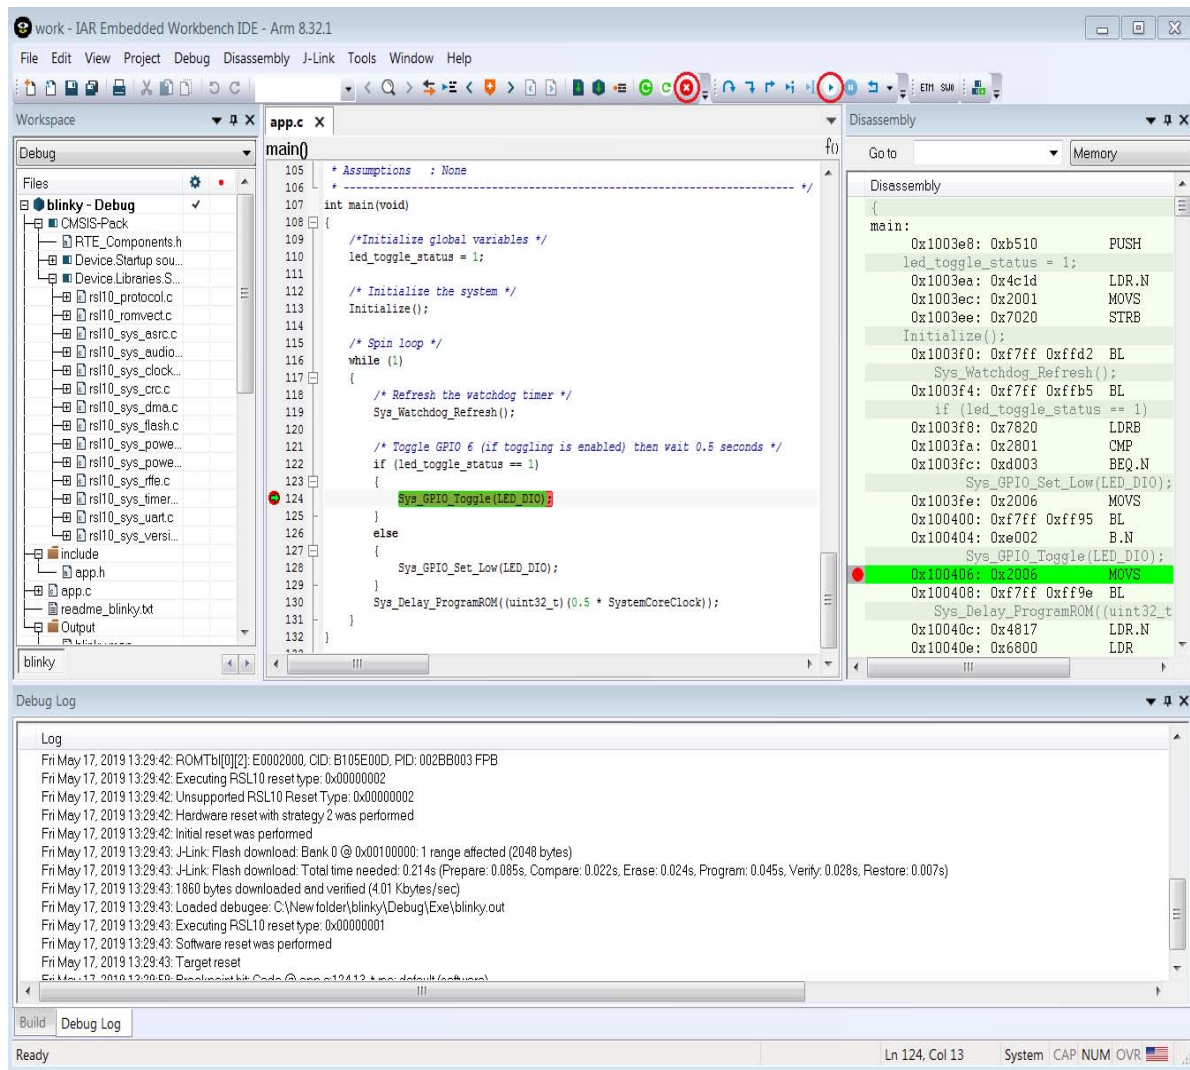 work - IAR Embedded Workbench IDE - Arm 8.32.1
File Edit View Project Debug Disassembly J-Link Tools Window Help
ETM SWO
Workspace
Debug
Files
blinky - Debug
CMSIS-Pack
RTE_Components.h
Device.Startup sou...
Device.Libraries.S...
rsl10_protocol.c
rsl10_romvect.c
rsl10_sys_asrc.c
rsl10_sys_audio...
rsl10_sys_clock...
rsl10_sys_crc.c
rsl10_sys_dma.c
rsl10_sys_flash.c
rsl10_sys_powe...
rsl10_sys_powe...
rsl10_sys_rffe.c
rsl10_sys_timer...
rsl10_sys_uart.c
rsl10_sys_versi...
include
app.h
app.c
readme_blinky.txt
Output
blinky
app.c X
main() f()
105 * Assumptions : None
106 * ------------------------------------------------------------------------- */
107 int main(void)
108 {
109 /*Initialize global variables */
110 led_toggle_status = 1;
111
112 /* Initialize the system */
113 Initialize();
114
115 /* Spin loop */
116 while (1)
117 {
118 /* Refresh the watchdog timer */
119 Sys_Watchdog_Refresh();
120
121 /* Toggle GPIO 6 (if toggling is enabled) then wait 0.5 seconds */
122 if (led_toggle_status == 1)
123 {
124 Sys_GPIO_Toggle(LED_DIO);
125 }
126 else
127 {
128 Sys_GPIO_Set_Low(LED_DIO);
129 }
130 Sys_Delay_ProgramROM((uint32_t)(0.5 * SystemCoreClock));
131 }
132 }
Disassembly
Go to Memory
Disassembly
{
main:
0x1003e8: 0xb510 PUSH
led_toggle_status = 1;
0x1003ea: 0x4c1d LDR.N
0x1003ec: 0x2001 MOVS
0x1003ee: 0x7020 STRB
Initialize();
0x1003f0: 0xf7ff 0xffd2 BL
Sys_Watchdog_Refresh();
0x1003f4: 0xf7ff 0xffb5 BL
if (led_toggle_status == 1)
0x1003f8: 0x7820 LDRB
0x1003fa: 0x2801 CMP
0x1003fc: 0xd003 BEQ.N
Sys_GPIO_Set_Low(LED_DIO);
0x1003fe: 0x2006 MOVS
0x100400: 0xf7ff 0xff95 BL
0x100404: 0xe002 B.N
Sys_GPIO_Toggle(LED_DIO);
0x100406: 0x2006 MOVS
0x100408: 0xf7ff 0xff9e BL
Sys_Delay_ProgramROM((uint32_t
0x10040c: 0x4817 LDR.N
0x10040e: 0x6800 LDR
Debug Log
Log
Fri May 17, 2019 13:29:42: ROMTbl[0][2]: E0002000, CID: B105E00D, PID: 002BB003 FPB
Fri May 17, 2019 13:29:42: Executing RSL10 reset type: 0x00000002
Fri May 17, 2019 13:29:42: Unsupported RSL10 Reset Type: 0x00000002
Fri May 17, 2019 13:29:42: Hardware reset with strategy 2 was performed
Fri May 17, 2019 13:29:42: Initial reset was performed
Fri May 17, 2019 13:29:43: J-Link: Flash download: Bank 0 @ 0x00100000: 1 range affected (2048 bytes)
Fri May 17, 2019 13:29:43: J-Link: Flash download: Total time needed: 0.214s (Prepare: 0.085s, Compare: 0.022s, Erase: 0.024s, Program: 0.045s, Verify: 0.028s, Restore: 0.007s)
Fri May 17, 2019 13:29:43: 1860 bytes downloaded and verified (4.01 Kbytes/sec)
Fri May 17, 2019 13:29:43: Loaded debugee: C:\New folder\blinky\Debug\Exe\blinky.out
Fri May 17, 2019 13:29:43: Executing RSL10 reset type: 0x00000001
Fri May 17, 2019 13:29:43: Software reset was performed
Fri May 17, 2019 13:29:43: Target reset
Fri May 17, 2019 13:29:59: Breakpoint hit: Code @ app.c:124.13, type: default (software)
Build Debug Log
Ready Ln 124, Col 13 System CAP NUM OVR